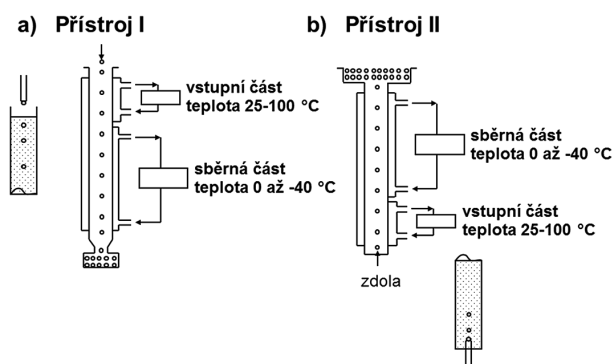 a) Přístroj I
vstupní část
teplota 25-100 °C
sběrná část
teplota 0 až -40 °C
b) Přístroj II
sběrná část
teplota 0 až -40 °C
vstupní část
teplota 25-100 °C
zdola